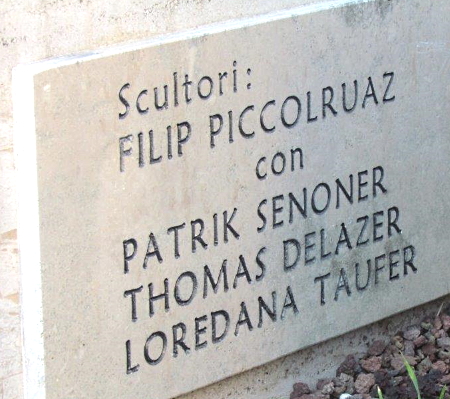 Scultori:
FILIP PICCOLRUAZ
con
PATRIK SENONER
THOMAS DELAZER
LOREDANA TAUFER